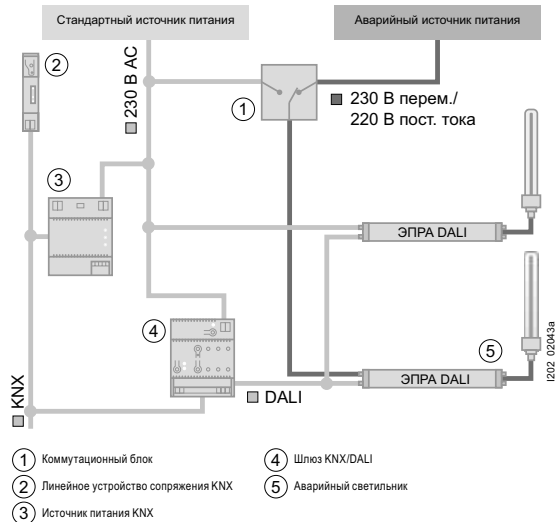 Стандартный источник питания
Аварийный источник питания
2
230 В AC
1
230 В перем./
220 В пост. тока
3
ЭПРА DALI
4
5
ЭПРА DALI
DALI
KNX
I202_02043a
1 Коммутационный блок
2 Линейное устройство сопряжения KNX
3 Источник питания KNX
4 Шлюз KNX/DALI
5 Аварийный светильник